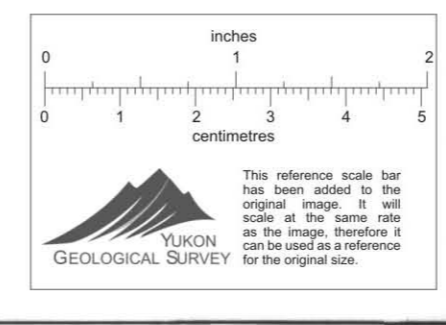 inches
0 1 2
0 1 2 3 4 5
centimetres
This reference scale bar
has been added to the
original image. It will
scale at the same rate
as the image, therefore it
can be used as a reference
for the original size.
YUKON
GEOLOGICAL SURVEY